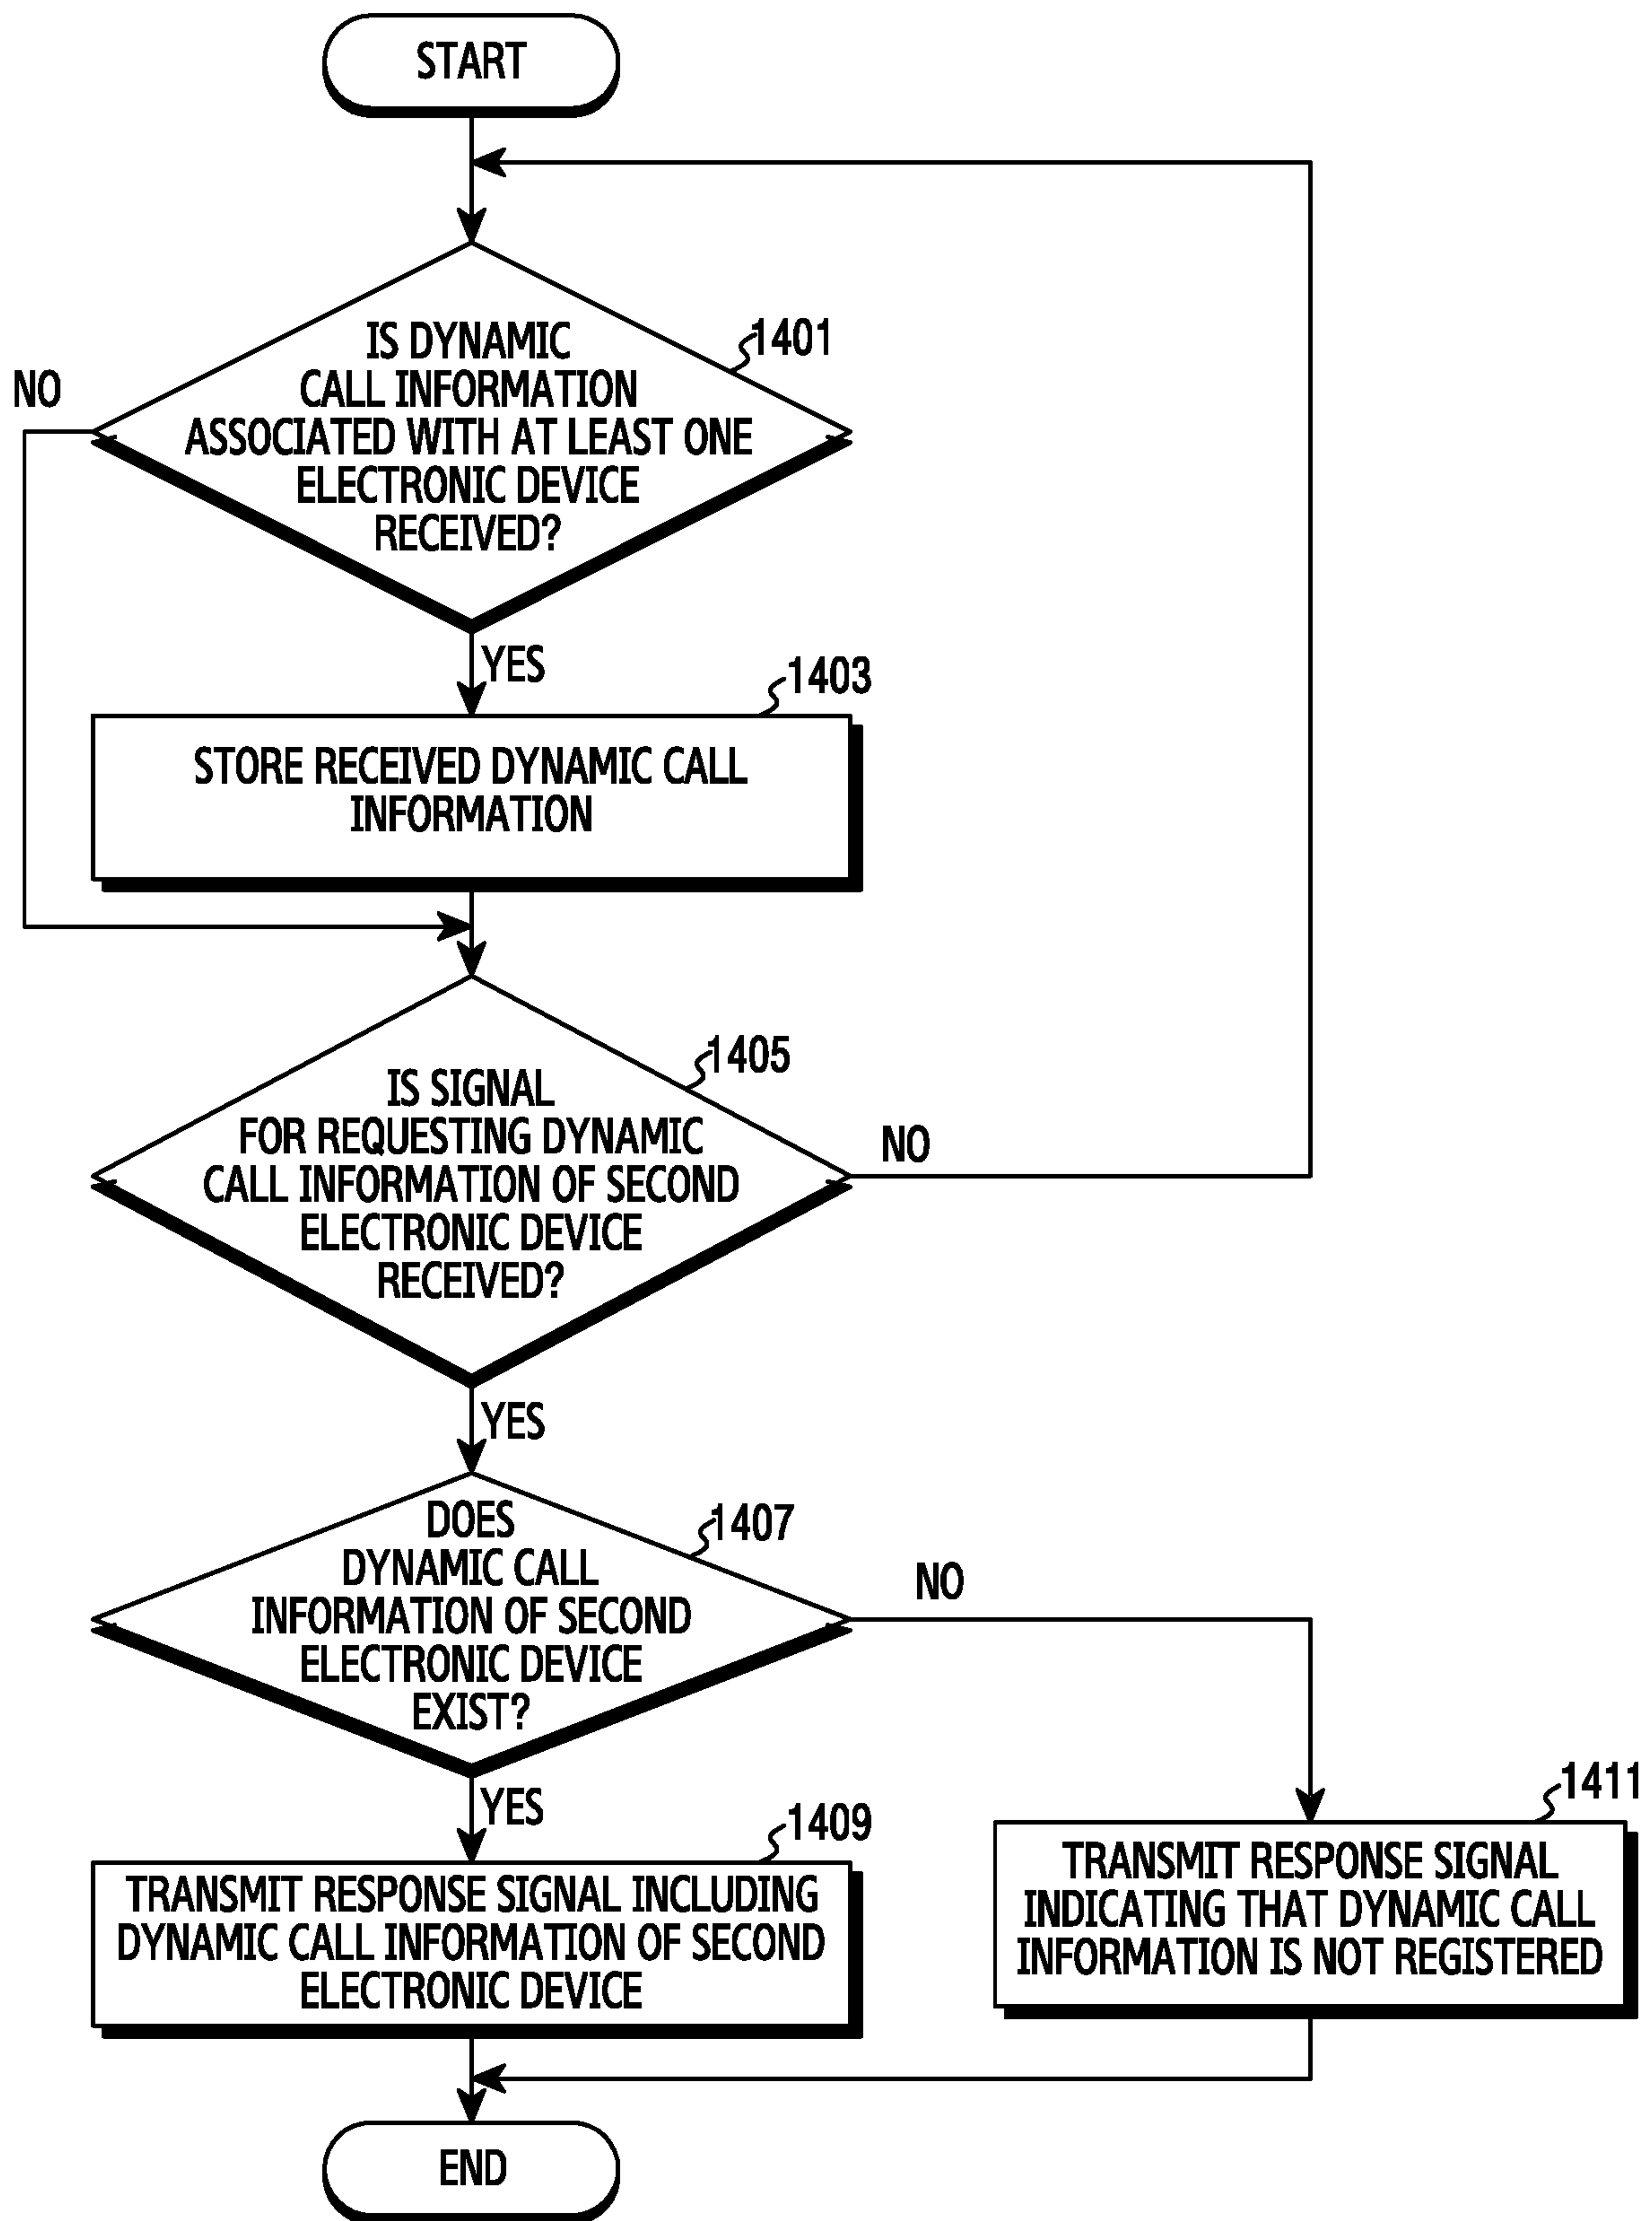 START
IS DYNAMIC
CALL INFORMATION
ASSOCIATED WITH AT LEAST ONE
ELECTRONIC DEVICE
RECEIVED?
1401
NO
YES
1403
STORE RECEIVED DYNAMIC CALL
INFORMATION
1405
IS SIGNAL
FOR REQUESTING DYNAMIC
CALL INFORMATION OF SECOND
ELECTRONIC DEVICE
RECEIVED?
NO
YES
1407
DOES
DYNAMIC CALL
INFORMATION OF SECOND
ELECTRONIC DEVICE
EXIST?
NO
YES
1409
TRANSMIT RESPONSE SIGNAL INCLUDING
DYNAMIC CALL INFORMATION OF SECOND
ELECTRONIC DEVICE
1411
TRANSMIT RESPONSE SIGNAL
INDICATING THAT DYNAMIC CALL
INFORMATION IS NOT REGISTERED
END